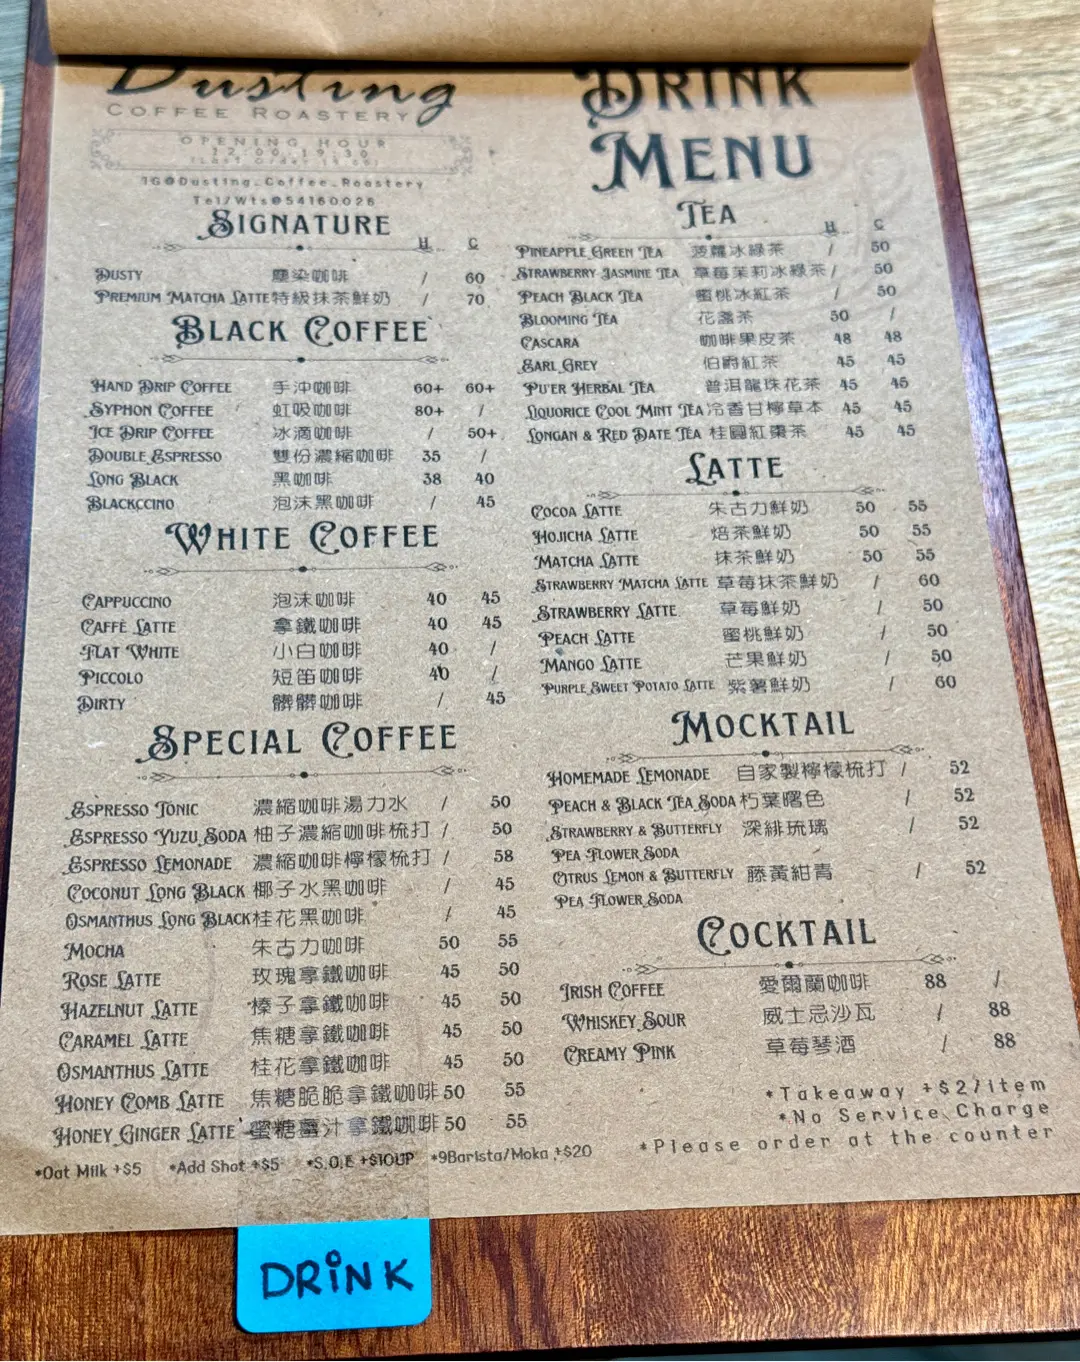 Dusting
COFFEE ROASTERY
OPENING HOUR
12:00-19:30
IG@Dusting_Coffee_Roastery
Tel/Wts@54160026
SIGNATURE
H C
DUSTY 塵染咖啡 / 60
PREMIUM MATCHA LATTE 特級抹茶鮮奶 / 70
BLACK COFFEE
HAND DRIP COFFEE 手沖咖啡 60+ 60+
SYPHON COFFEE 虹吸咖啡 80+ /
ICE DRIP COFFEE 冰滴咖啡 / 50+
DOUBLE ESPRESSO 雙份濃縮咖啡 35 /
LONG BLACK 黑咖啡 38 40
BLACKCCINO 泡沫黑咖啡 / 45
WHITE COFFEE
CAPPUCCINO 泡沫咖啡 40 45
CAFFÈ LATTE 拿鐵咖啡 40 45
FLAT WHITE 小白咖啡 40 /
PICCOLO 短笛咖啡 40 /
DIRTY 髒髒咖啡 / 45
SPECIAL COFFEE
ESPRESSO TONIC 濃縮咖啡湯力水 / 50
ESPRESSO YUZU SODA 柚子濃縮咖啡梳打 / 50
ESPRESSO LEMONADE 濃縮咖啡檸檬梳打 / 58
COCONUT LONG BLACK 椰子水黑咖啡 / 45
OSMANTHUS LONG BLACK 桂花黑咖啡 / 45
MOCHA 朱古力咖啡 50 55
ROSE LATTE 玫瑰拿鐵咖啡 45 50
HAZELNUT LATTE 榛子拿鐵咖啡 45 50
CARAMEL LATTE 焦糖拿鐵咖啡 45 50
OSMANTHUS LATTE 桂花拿鐵咖啡 45 50
HONEY COMB LATTE 焦糖脆脆拿鐵咖啡 50 55
HONEY GINGER LATTE 蜜糖薑汁拿鐵咖啡 50 55
*Oat Milk +$5 *Add Shot +$5 *S.O.E +$10UP *9Barista/Moka +$20
DRINK
MENU
TEA
H C
PINEAPPLE GREEN TEA 菠蘿冰綠茶 / 50
STRAWBERRY JASMINE TEA 草莓茉莉冰綠茶 / 50
PEACH BLACK TEA 蜜桃冰紅茶 / 50
BLOOMING TEA 花盞茶 50 /
CASCARA 咖啡果皮茶 48 48
EARL GREY 伯爵紅茶 45 45
PU'ER HERBAL TEA 普洱龍珠花茶 45 45
LIQUORICE COOL MINT TEA 冷香甘檸草本 45 45
LONGAN & RED DATE TEA 桂圓紅棗茶 45 45
LATTE
COCOA LATTE 朱古力鮮奶 50 55
HOJICHA LATTE 焙茶鮮奶 50 55
MATCHA LATTE 抹茶鮮奶 50 55
STRAWBERRY MATCHA LATTE 草莓抹茶鮮奶 / 60
STRAWBERRY LATTE 草莓鮮奶 / 50
PEACH LATTE 蜜桃鮮奶 / 50
MANGO LATTE 芒果鮮奶 / 50
PURPLE SWEET POTATO LATTE 紫薯鮮奶 / 60
MOCKTAIL
HOMEMADE LEMONADE 自家製檸檬梳打 / 52
PEACH & BLACK TEA SODA 朽葉曙色 / 52
STRAWBERRY & BUTTERFLY 深緋琉璃 / 52
PEA FLOWER SODA
CITRUS LEMON & BUTTERFLY 藤黃紺青 / 52
PEA FLOWER SODA
COCKTAIL
IRISH COFFEE 愛爾蘭咖啡 88 /
WHISKEY SOUR 威士忌沙瓦 / 88
CREAMY PINK 草莓琴酒 / 88
*Takeaway +$2/item
*No Service Charge
*Please order at the counter
DRiNK